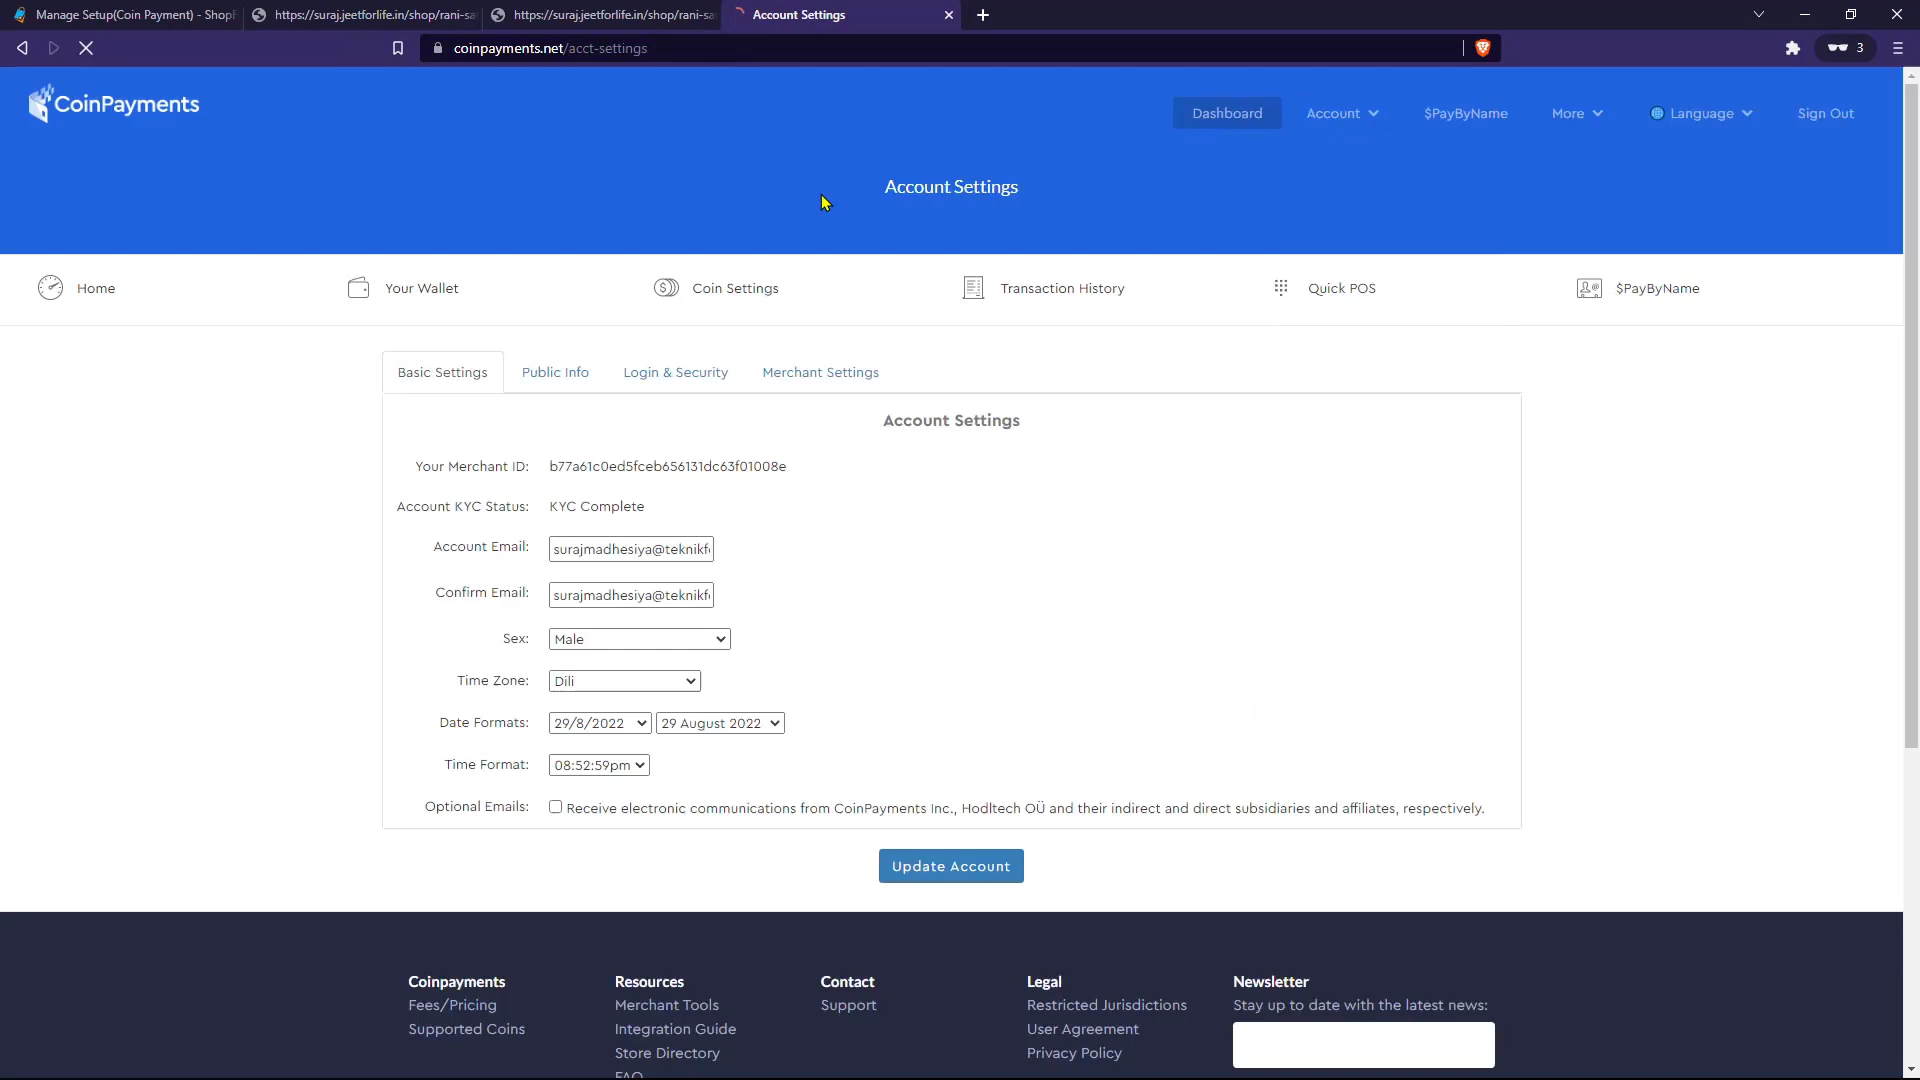 Manage Setup(Coin Payment) - ShopF
https://suraj.jeetforlife.in/shop/rani-sa
https://suraj.jeetforlife.in/shop/rani-sa
Account Settings
coinpayments.net/acct-settings
3
CoinPayments
Dashboard
Account
$PayByName
More
Language
Sign Out
Account Settings
Home
Your Wallet
Coin Settings
Transaction History
Quick POS
$PayByName
Basic Settings
Public Info
Login & Security
Merchant Settings
Account Settings
Your Merchant ID: b77a61c0ed5fceb656131dc63f01008e
Account KYC Status: KYC Complete
Account Email: surajmadhesiya@teknikf
Confirm Email: surajmadhesiya@teknikf
Sex: Male
Time Zone: Dili
Date Formats: 29/8/2022 29 August 2022
Time Format: 08:52:59pm
Optional Emails: Receive electronic communications from CoinPayments Inc., Hodltech OÜ and their indirect and direct subsidiaries and affiliates, respectively.
Update Account
Coinpayments
Fees/Pricing
Supported Coins
Resources
Merchant Tools
Integration Guide
Store Directory
FAQ
Contact
Support
Legal
Restricted Jurisdictions
User Agreement
Privacy Policy
Newsletter
Stay up to date with the latest news: